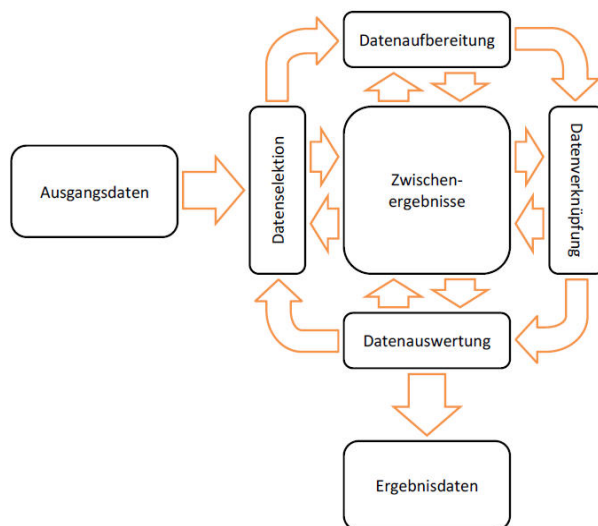 Datenaufbereitung
Ausgangsdaten
Datenselektion
Zwischen-
ergebnisse
Datenverknüpfung
Datenauswertung
Ergebnisdaten